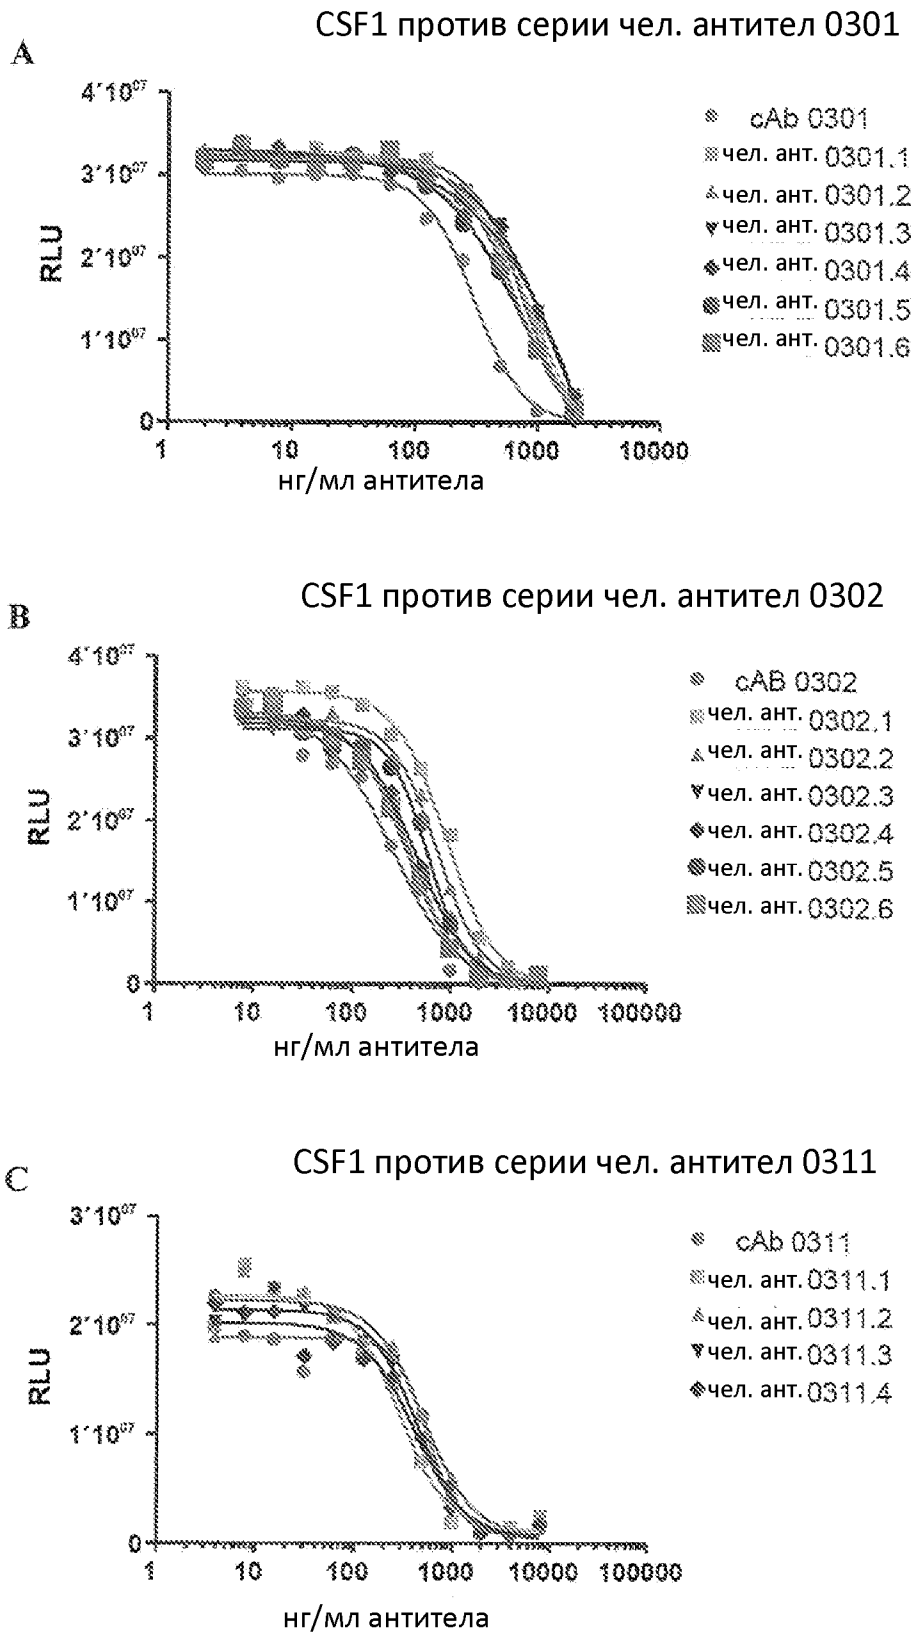 CSF1 против серии чел. антител 0301
A
4´10⁰⁷
3´10⁰⁷
2´10⁰⁷
1´10⁰⁷
0
RLU
1 10 100 1000 10000
нг/мл антитела
cAb 0301
чел. ант. 0301.1
чел. ант. 0301.2
чел. ант. 0301.3
чел. ант. 0301.4
чел. ант. 0301.5
чел. ант. 0301.6
CSF1 против серии чел. антител 0302
B
4´10⁰⁷
3´10⁰⁷
2´10⁰⁷
1´10⁰⁷
0
RLU
1 10 100 1000 10000 100000
нг/мл антитела
cAB 0302
чел. ант. 0302.1
чел. ант. 0302.2
чел. ант. 0302.3
чел. ант. 0302.4
чел. ант. 0302.5
чел. ант. 0302.6
CSF1 против серии чел. антител 0311
C
3´10⁰⁷
2´10⁰⁷
1´10⁰⁷
0
RLU
1 10 100 1000 10000 100000
нг/мл антитела
cAb 0311
чел. ант. 0311.1
чел. ант. 0311.2
чел. ант. 0311.3
чел. ант. 0311.4